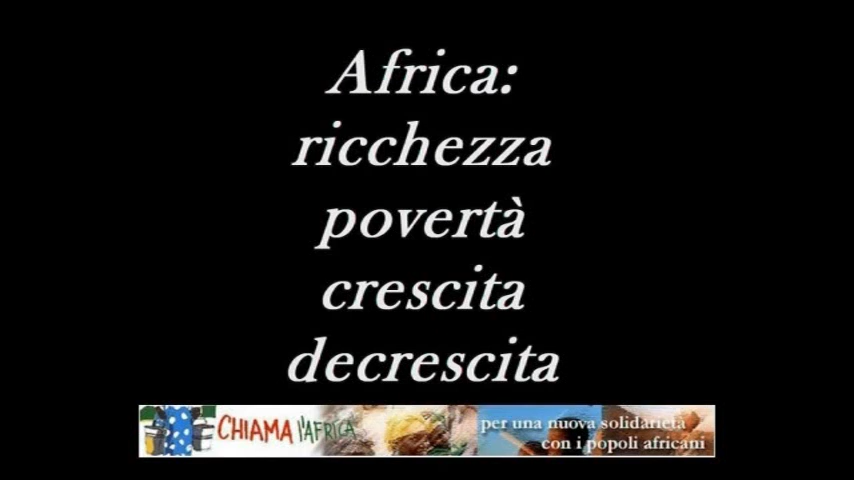 Africa:
ricchezza
povertà
crescita
decrescita
CHIAMA l'AFRICA
per una nuova solidarietà
con i popoli africani